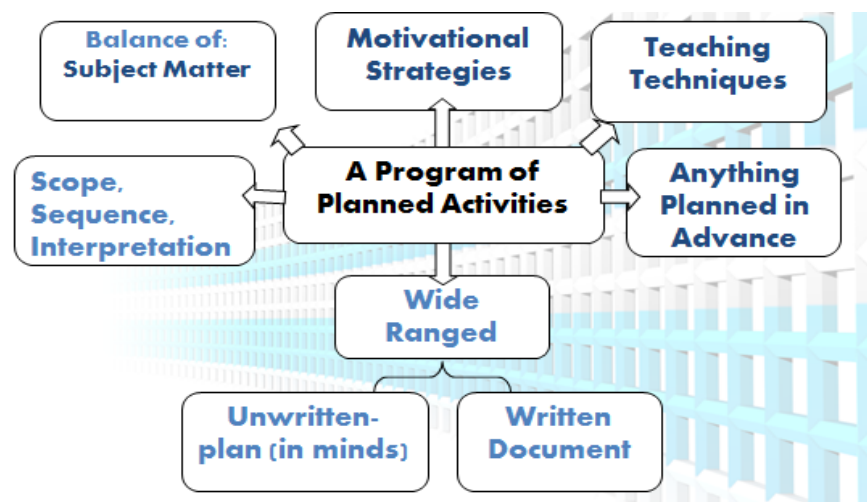 Balance of:
Subject Matter
Motivational
Strategies
Teaching
Techniques
Scope,
Sequence,
Interpretation
A Program of
Planned Activities
Anything
Planned in
Advance
Wide
Ranged
Unwritten-
plan (in minds)
Written
Document